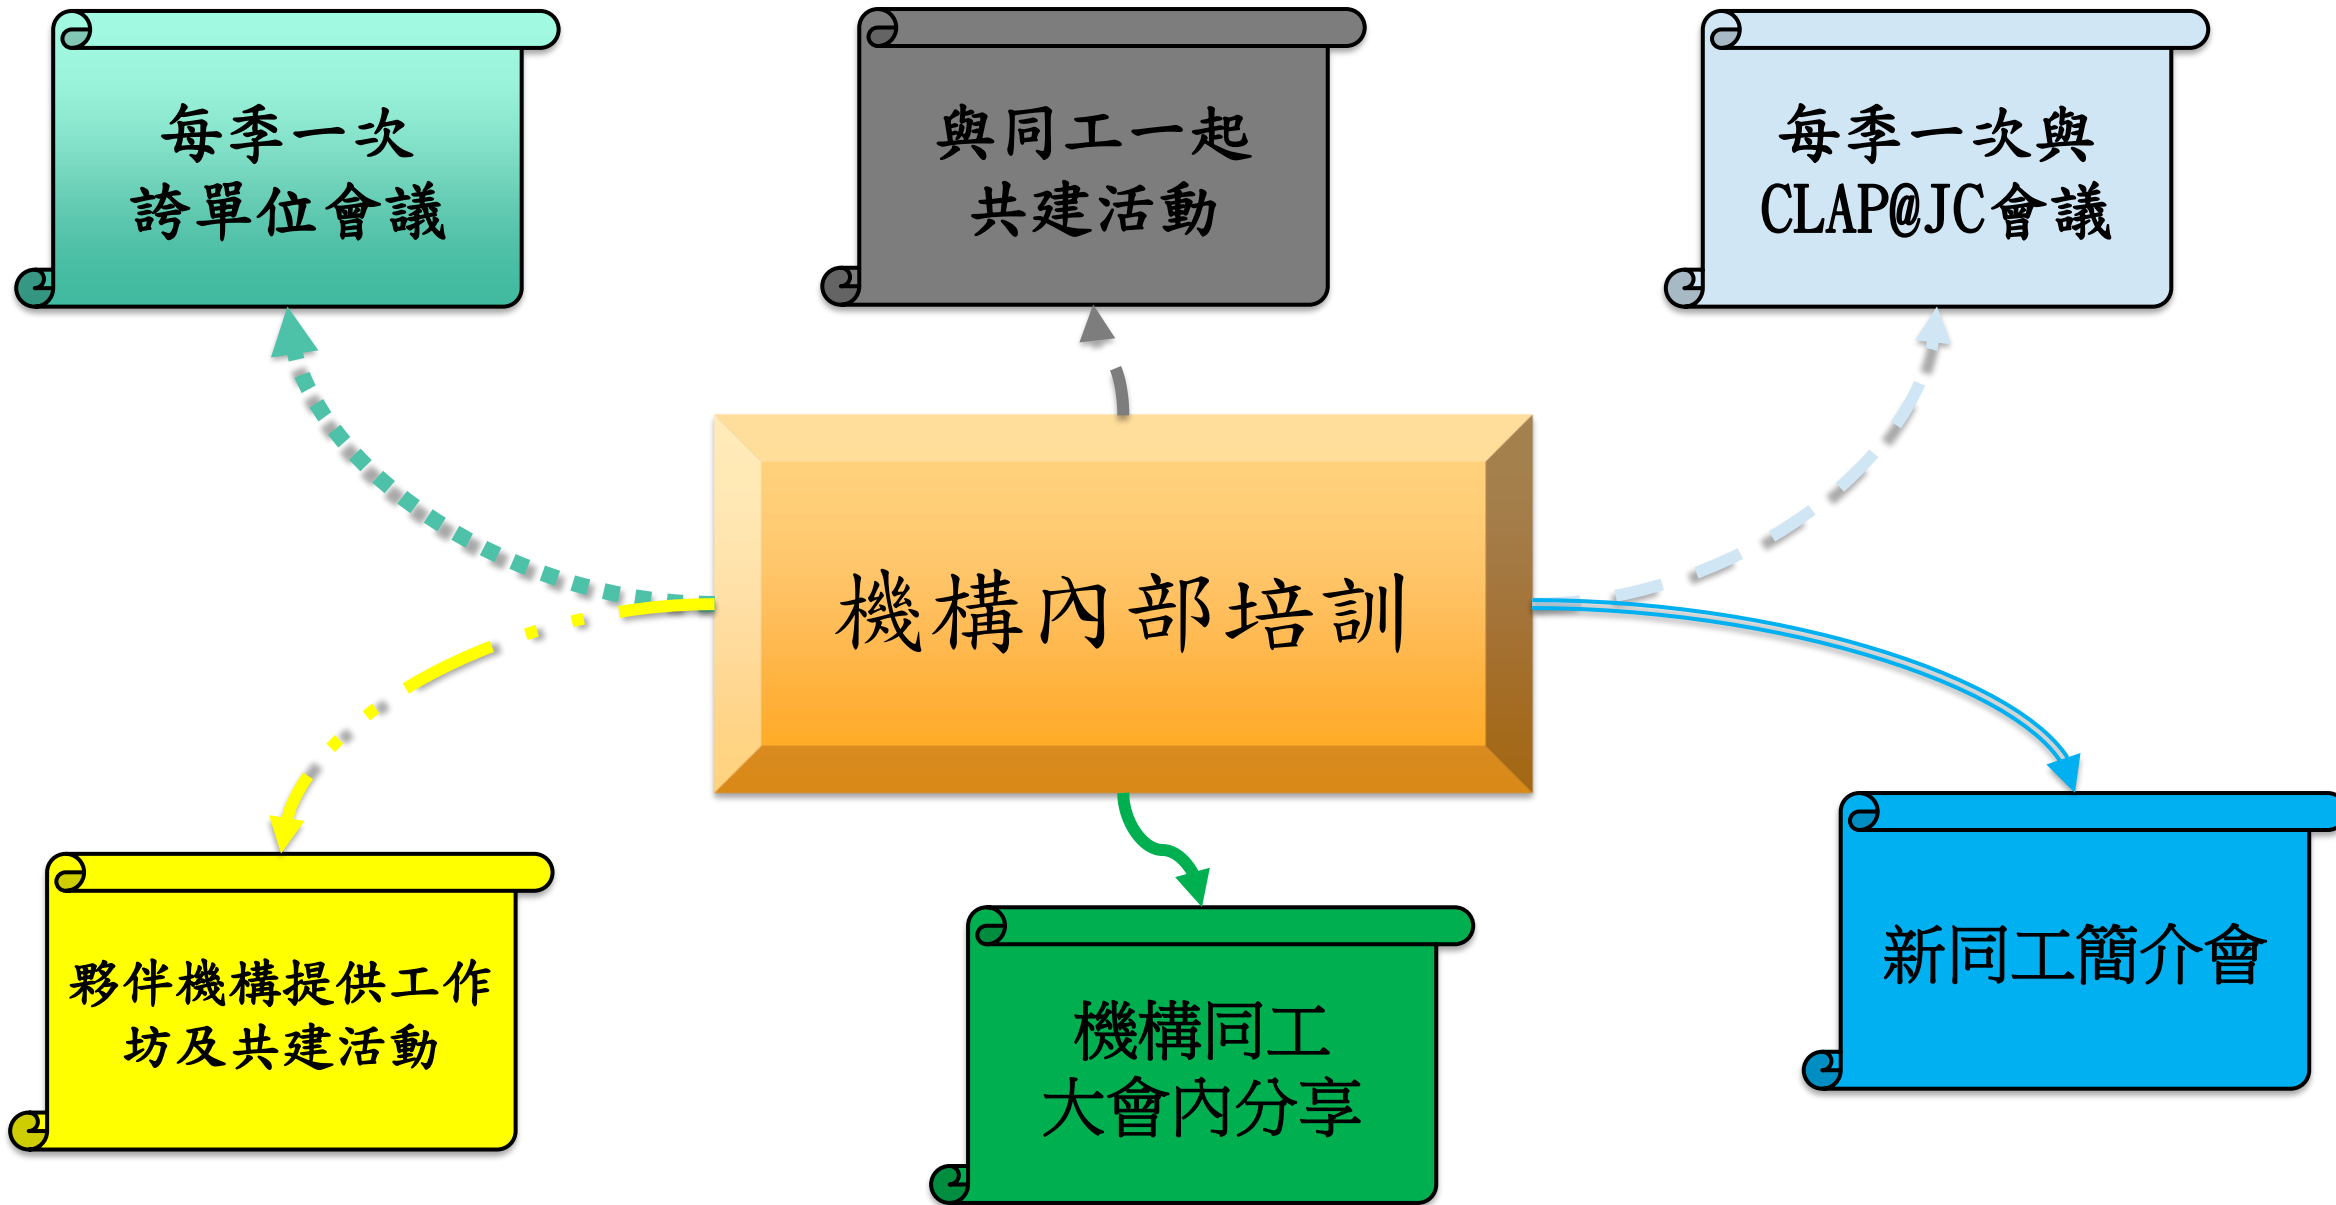 每季一次
誇單位會議
與同工一起
共建活動
每季一次與
CLAP@JC會議
機構內部培訓
夥伴機構提供工作
坊及共建活動
機構同工
大會內分享
新同工簡介會